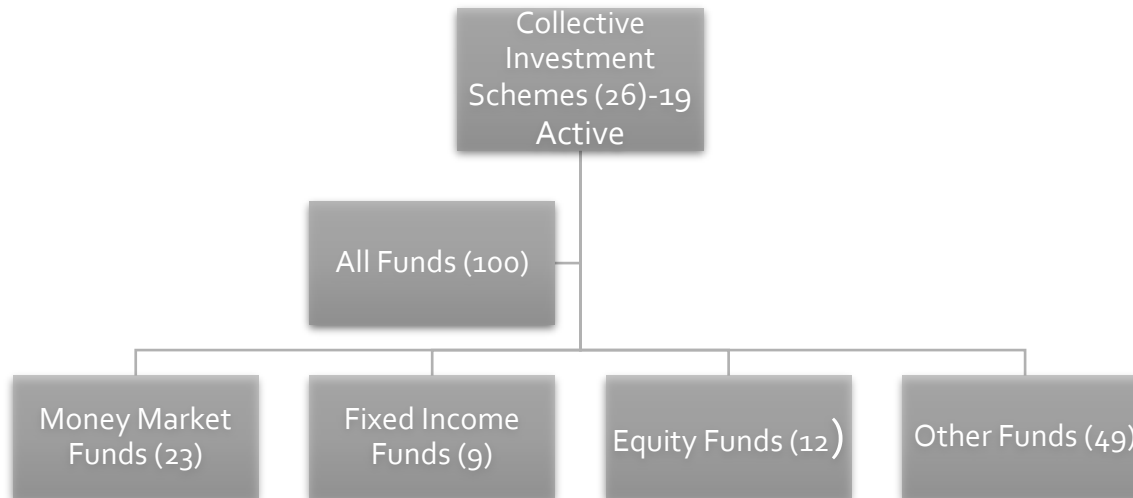 Collective
Investment
Schemes (26)-19
Active
All Funds (100)
Money Market
Funds (23)
Fixed Income
Funds (9)
Equity Funds (12)
Other Funds (49)